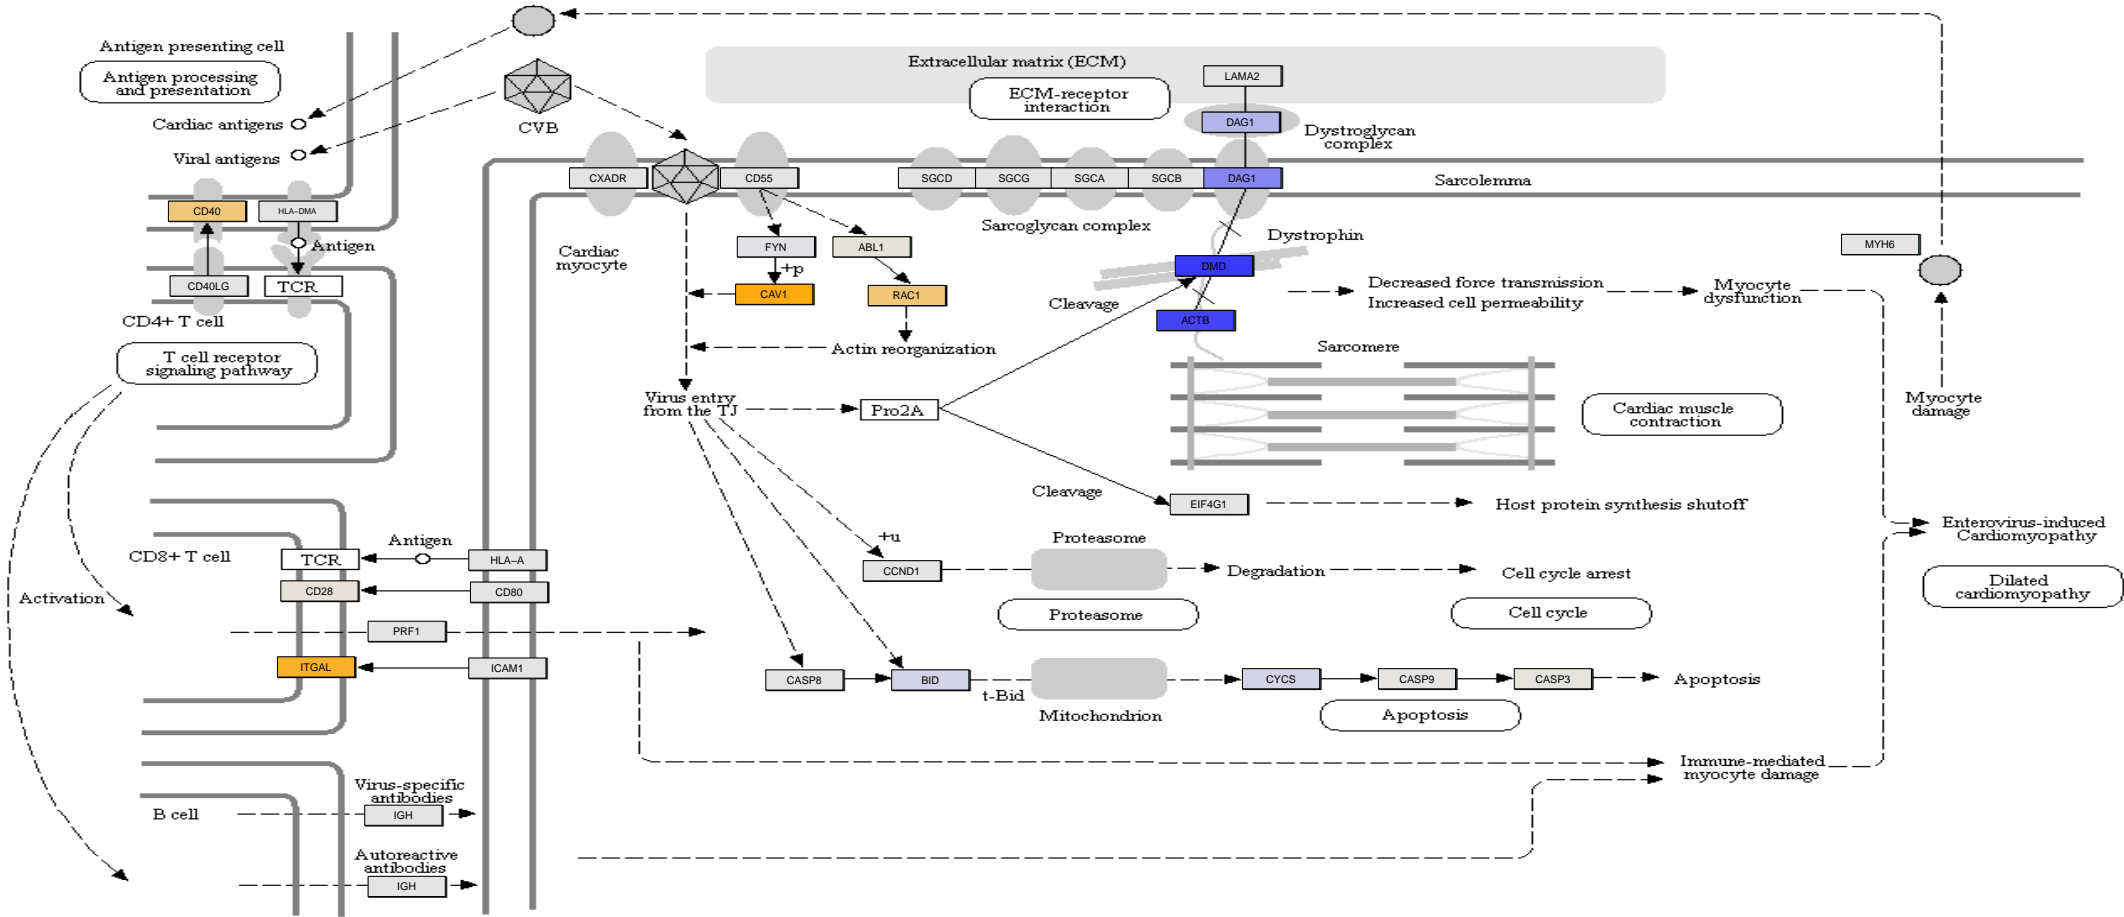 Antigen presenting cell
Antigen processing
and presentation
Cardiac antigens
Viral antigens
CVB
Extracellular matrix (ECM)
ECM-receptor
interaction
LAMA2
DAG1
Dystroglycan
complex
CXADR
CD55
SGCD
SGCG
SGCA
SGCB
DAG1
Sarcolemma
Sarcoglycan complex
CD40
HLA-DMA
Antigen
CD40LG
TCR
CD4+ T cell
T cell receptor
signaling pathway
Cardiac
myocyte
FYN
ABL1
+p
CAV1
RAC1
Actin reorganization
Dystrophin
DMD
Cleavage
ACTB
Decreased force transmission
Increased cell permeability
Myocyte
dysfunction
MYH6
Sarcomere
Virus entry
from the TJ
Pro2A
Cardiac muscle
contraction
Myocyte
damage
Cleavage
EIF4G1
Host protein synthesis shutoff
Enterovirus-induced
Cardiomyopathy
Dilated
cardiomyopathy
CD8+ T cell
TCR
Antigen
HLA-A
CD28
CD80
Activation
PRF1
ITGAL
ICAM1
+u
CCND1
Proteasome
Degradation
Cell cycle arrest
Proteasome
Cell cycle
CASP8
BID
t-Bid
Mitochondrion
CYCS
CASP9
CASP3
Apoptosis
Apoptosis
Immune-mediated
myocyte damage
Virus-specific
antibodies
B cell
IGH
Autoreactive
antibodies
IGH